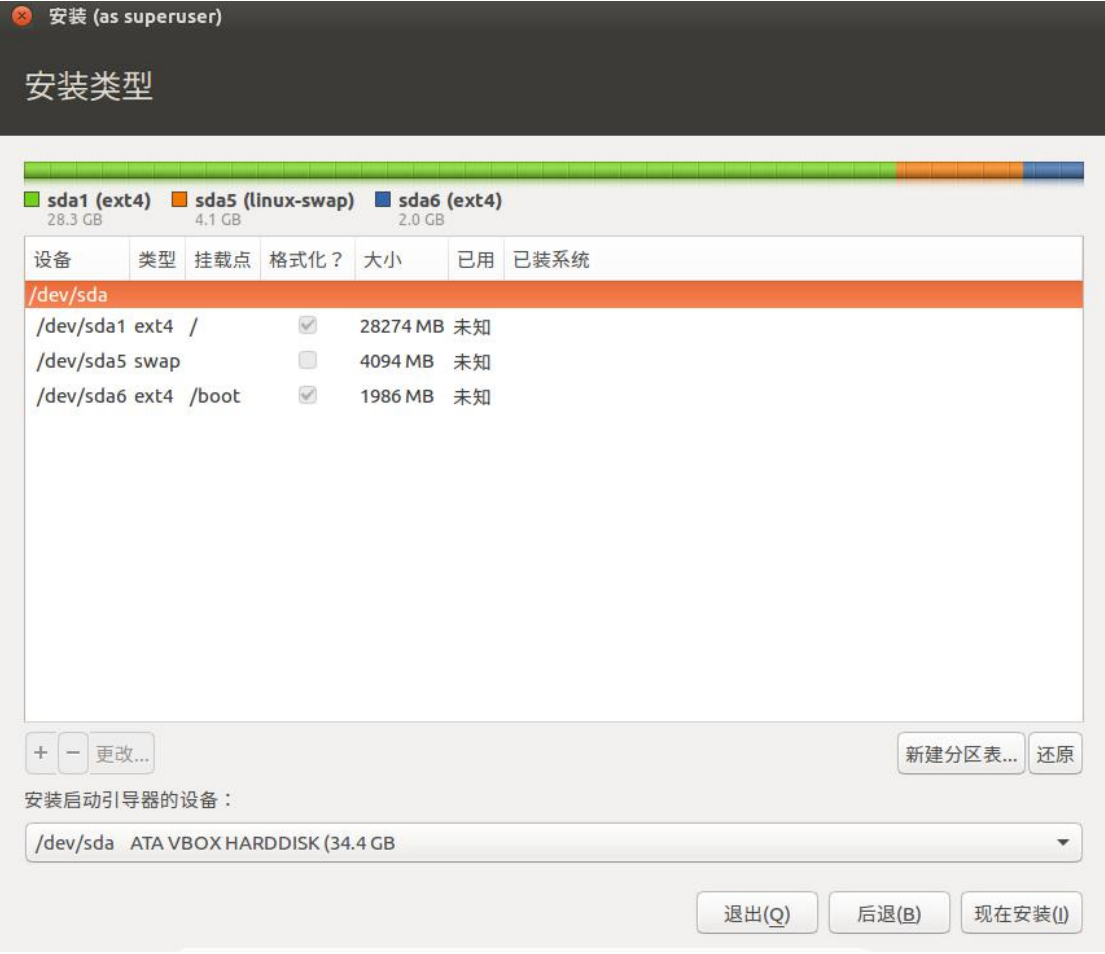 安装 (as superuser)
安装类型
sda1 (ext4) sda5 (linux-swap) sda6 (ext4)
28.3 GB 4.1 GB 2.0 GB
设备 类型 挂载点 格式化？ 大小 已用 已装系统
/dev/sda
/dev/sda1 ext4 / 28274 MB 未知
/dev/sda5 swap 4094 MB 未知
/dev/sda6 ext4 /boot 1986 MB 未知
+ − 更改... 新建分区表... 还原
安装启动引导器的设备：
/dev/sda ATA VBOX HARDDISK (34.4 GB
退出(Q) 后退(B) 现在安装(I)